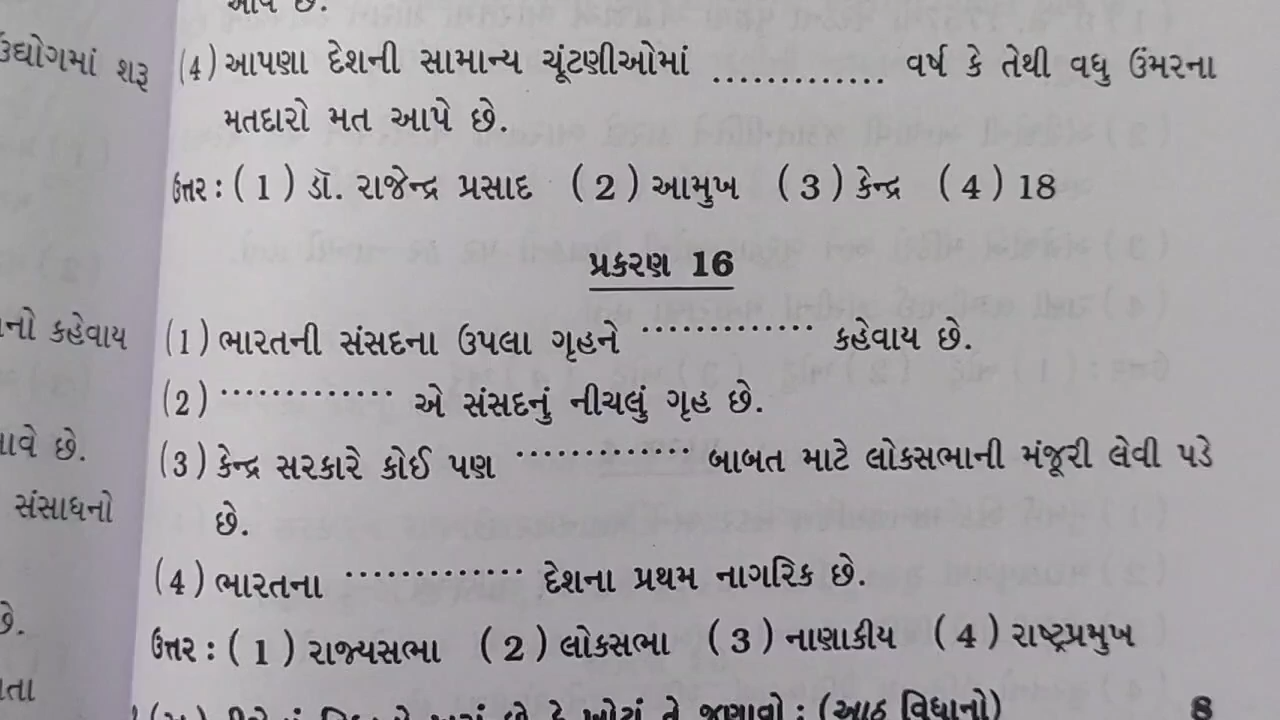 ઉદ્યોગમાં શરૂ
(4) આપણા દેશની સામાન્ય ચૂંટણીઓમાં ............. વર્ષ કે તેથી વધુ ઉંમરના
મતદારો મત આપે છે.
ઉત્તર : (1) ડૉ. રાજેન્દ્ર પ્રસાદ (2) આમુખ (3) કેન્દ્ર (4) 18
પ્રકરણ 16
નો કહેવાય
(1) ભારતની સંસદના ઉપલા ગૃહને ............. કહેવાય છે.
(2) ............. એ સંસદનું નીચલું ગૃહ છે.
ાવે છે.
(3) કેન્દ્ર સરકારે કોઈ પણ ............. બાબત માટે લોકસભાની મંજૂરી લેવી પડે
છે.
સંસાધનો
(4) ભારતના ............. દેશના પ્રથમ નાગરિક છે.
છે.
ઉત્તર : (1) રાજ્યસભા (2) લોકસભા (3) નાણાકીય (4) રાષ્ટ્રપ્રમુખ
તે જણાવો : (આઠ વિધાનો) 8